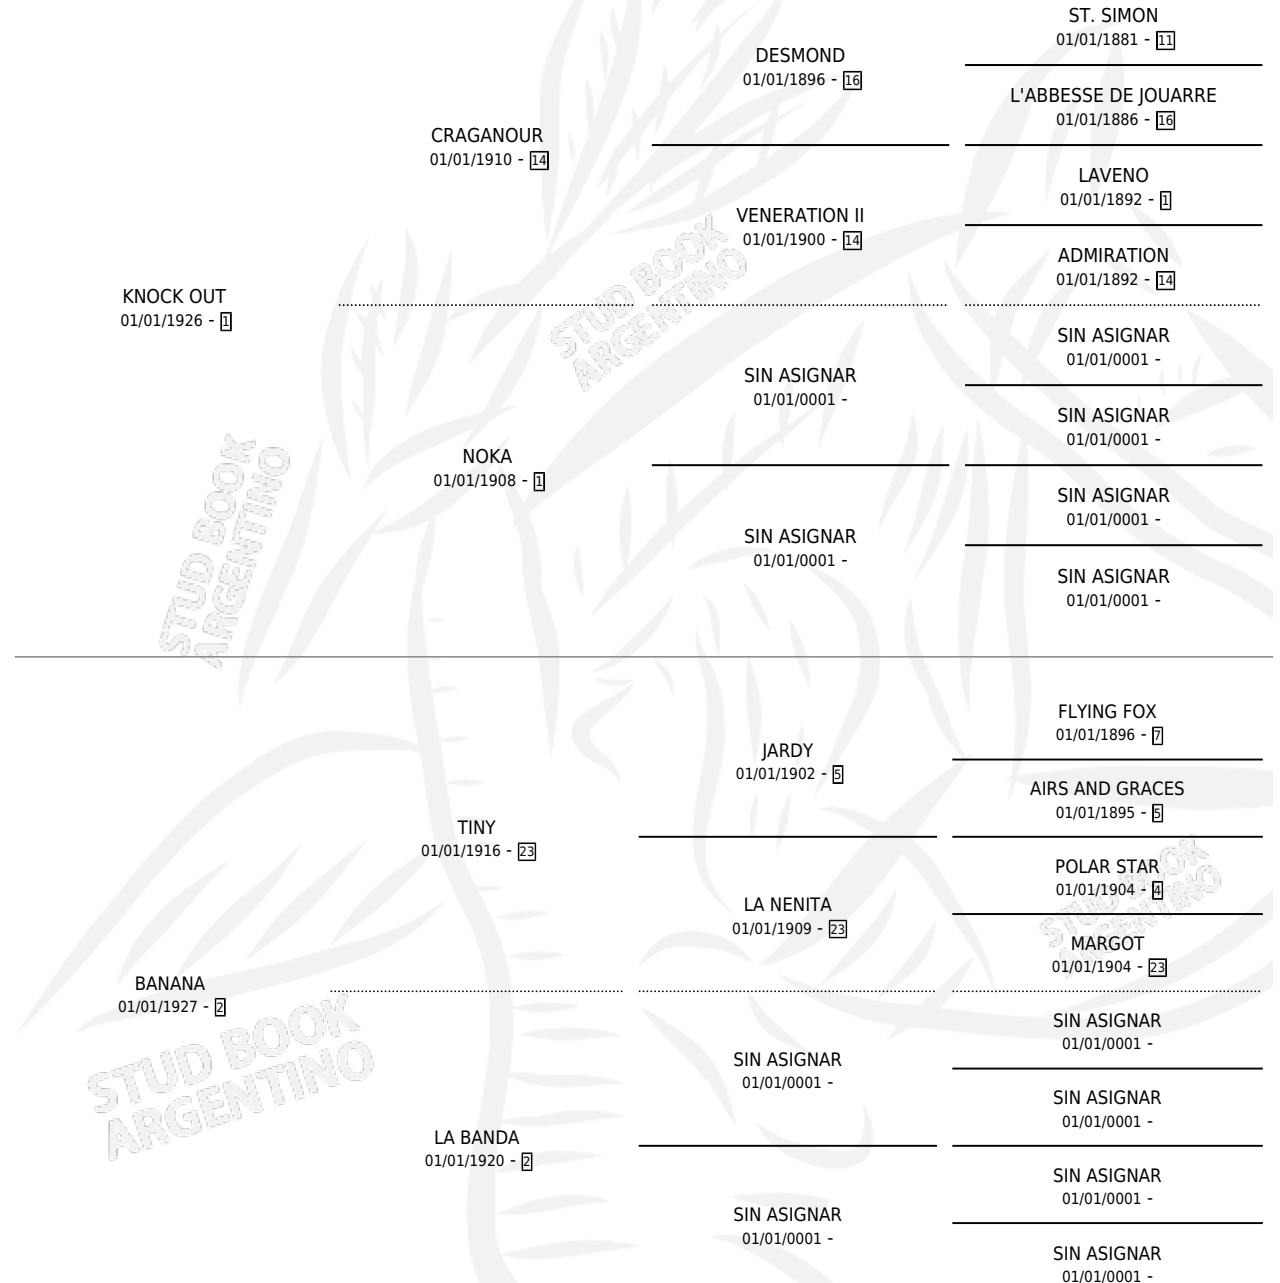 ST. SIMON
01/01/1881 - 11
DESMOND
01/01/1896 - 16
L'ABBESSE DE JOUARRE
01/01/1886 - 16
CRAGANOUR
01/01/1910 - 14
LAVENO
01/01/1892 - 1
VENERATION II
01/01/1900 - 14
ADMIRATION
01/01/1892 - 14
KNOCK OUT
01/01/1926 - 1
SIN ASIGNAR
01/01/0001 -
SIN ASIGNAR
01/01/0001 -
SIN ASIGNAR
01/01/0001 -
NOKA
01/01/1908 - 1
SIN ASIGNAR
01/01/0001 -
SIN ASIGNAR
01/01/0001 -
SIN ASIGNAR
01/01/0001 -
STUD BOOK
ARGENTINO
STUD BOOK
ARGENTINO
FLYING FOX
01/01/1896 - 7
JARDY
01/01/1902 - 5
AIRS AND GRACES
01/01/1895 - 5
TINY
01/01/1916 - 23
POLAR STAR
01/01/1904 - 4
LA NENITA
01/01/1909 - 23
MARGOT
01/01/1904 - 23
STUD BOOK
ARGENTINO
BANANA
01/01/1927 - 2
SIN ASIGNAR
01/01/0001 -
SIN ASIGNAR
01/01/0001 -
SIN ASIGNAR
01/01/0001 -
LA BANDA
01/01/1920 - 2
SIN ASIGNAR
01/01/0001 -
SIN ASIGNAR
01/01/0001 -
SIN ASIGNAR
01/01/0001 -
STUD BOOK
ARGENTINO